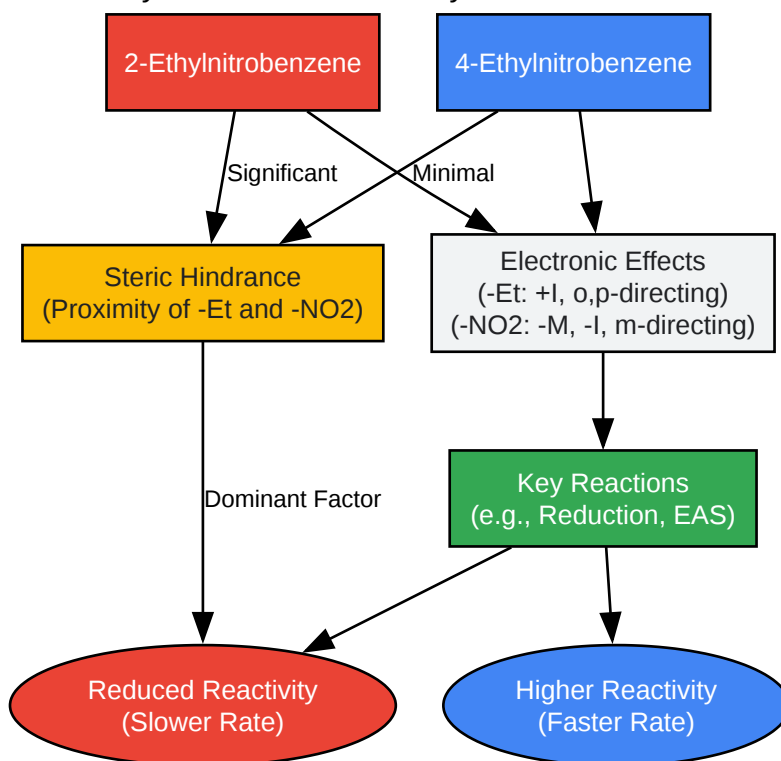 2-Ethylnitrobenzene
4-Ethylnitrobenzene
Significant
Minimal
Steric Hindrance
(Proximity of -Et and -NO2)
Electronic Effects
(-Et: +I, o,p-directing)
(-NO2: -M, -I, m-directing)
Dominant Factor
Key Reactions
(e.g., Reduction, EAS)
Reduced Reactivity
(Slower Rate)
Higher Reactivity
(Faster Rate)